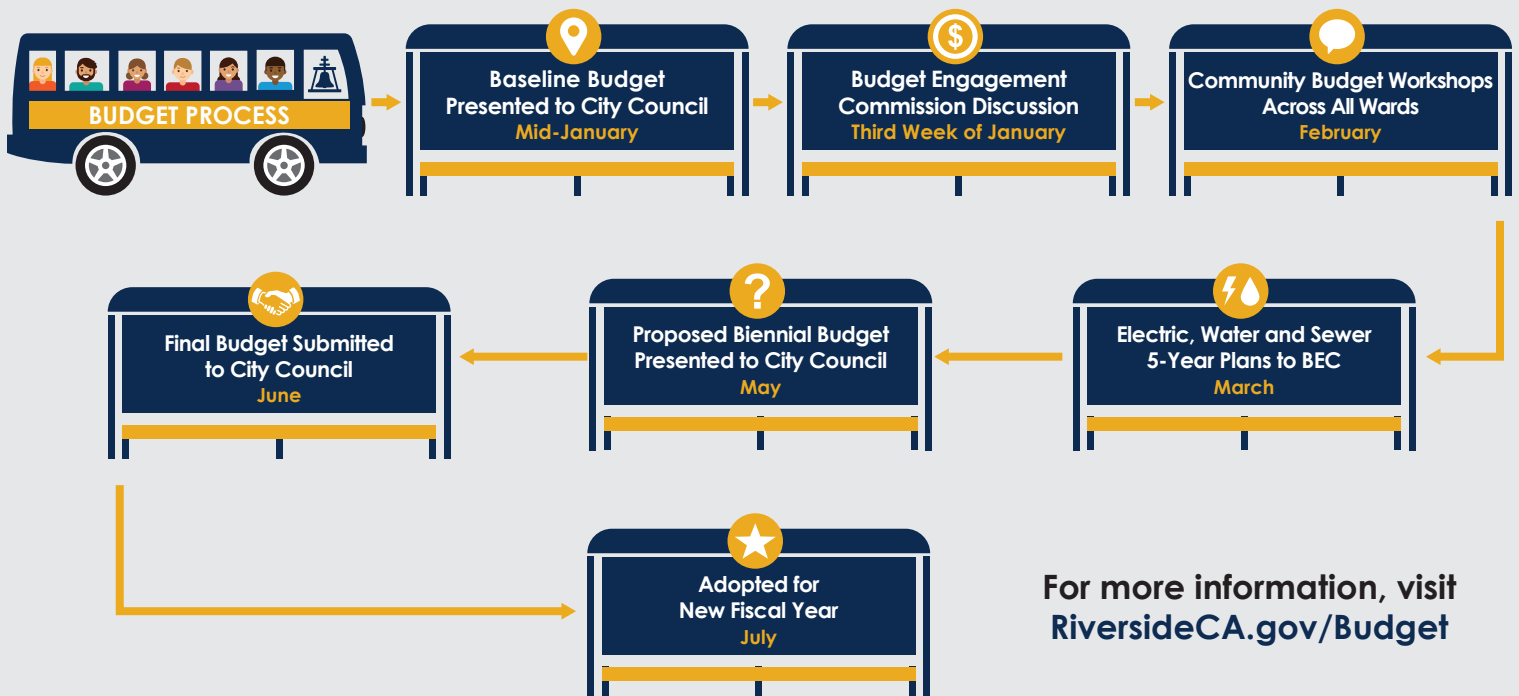 BUDGET PROCESS
Baseline Budget
Presented to City Council
Mid-January
Budget Engagement
Commission Discussion
Third Week of January
Community Budget Workshops
Across All Wards
February
Electric, Water and Sewer
5-Year Plans to BEC
March
Proposed Biennial Budget
Presented to City Council
May
Final Budget Submitted
to City Council
June
Adopted for
New Fiscal Year
July
For more information, visit
RiversideCA.gov/Budget